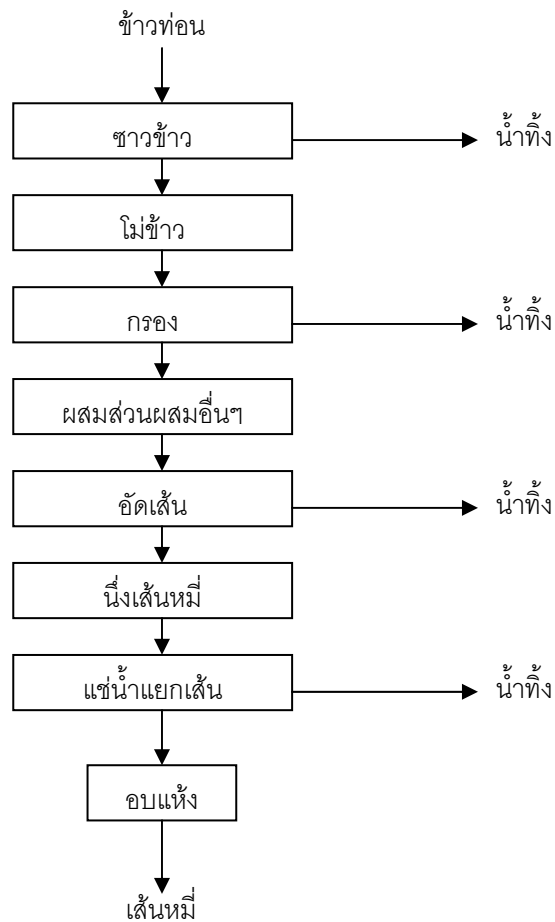 ข้าวท่อน
ซาวข้าว
น้ำทิ้ง
โม่ข้าว
กรอง
น้ำทิ้ง
ผสมส่วนผสมอื่นๆ
อัดเส้น
น้ำทิ้ง
นึ่งเส้นหมี่
แช่น้ำแยกเส้น
น้ำทิ้ง
อบแห้ง
เส้นหมี่